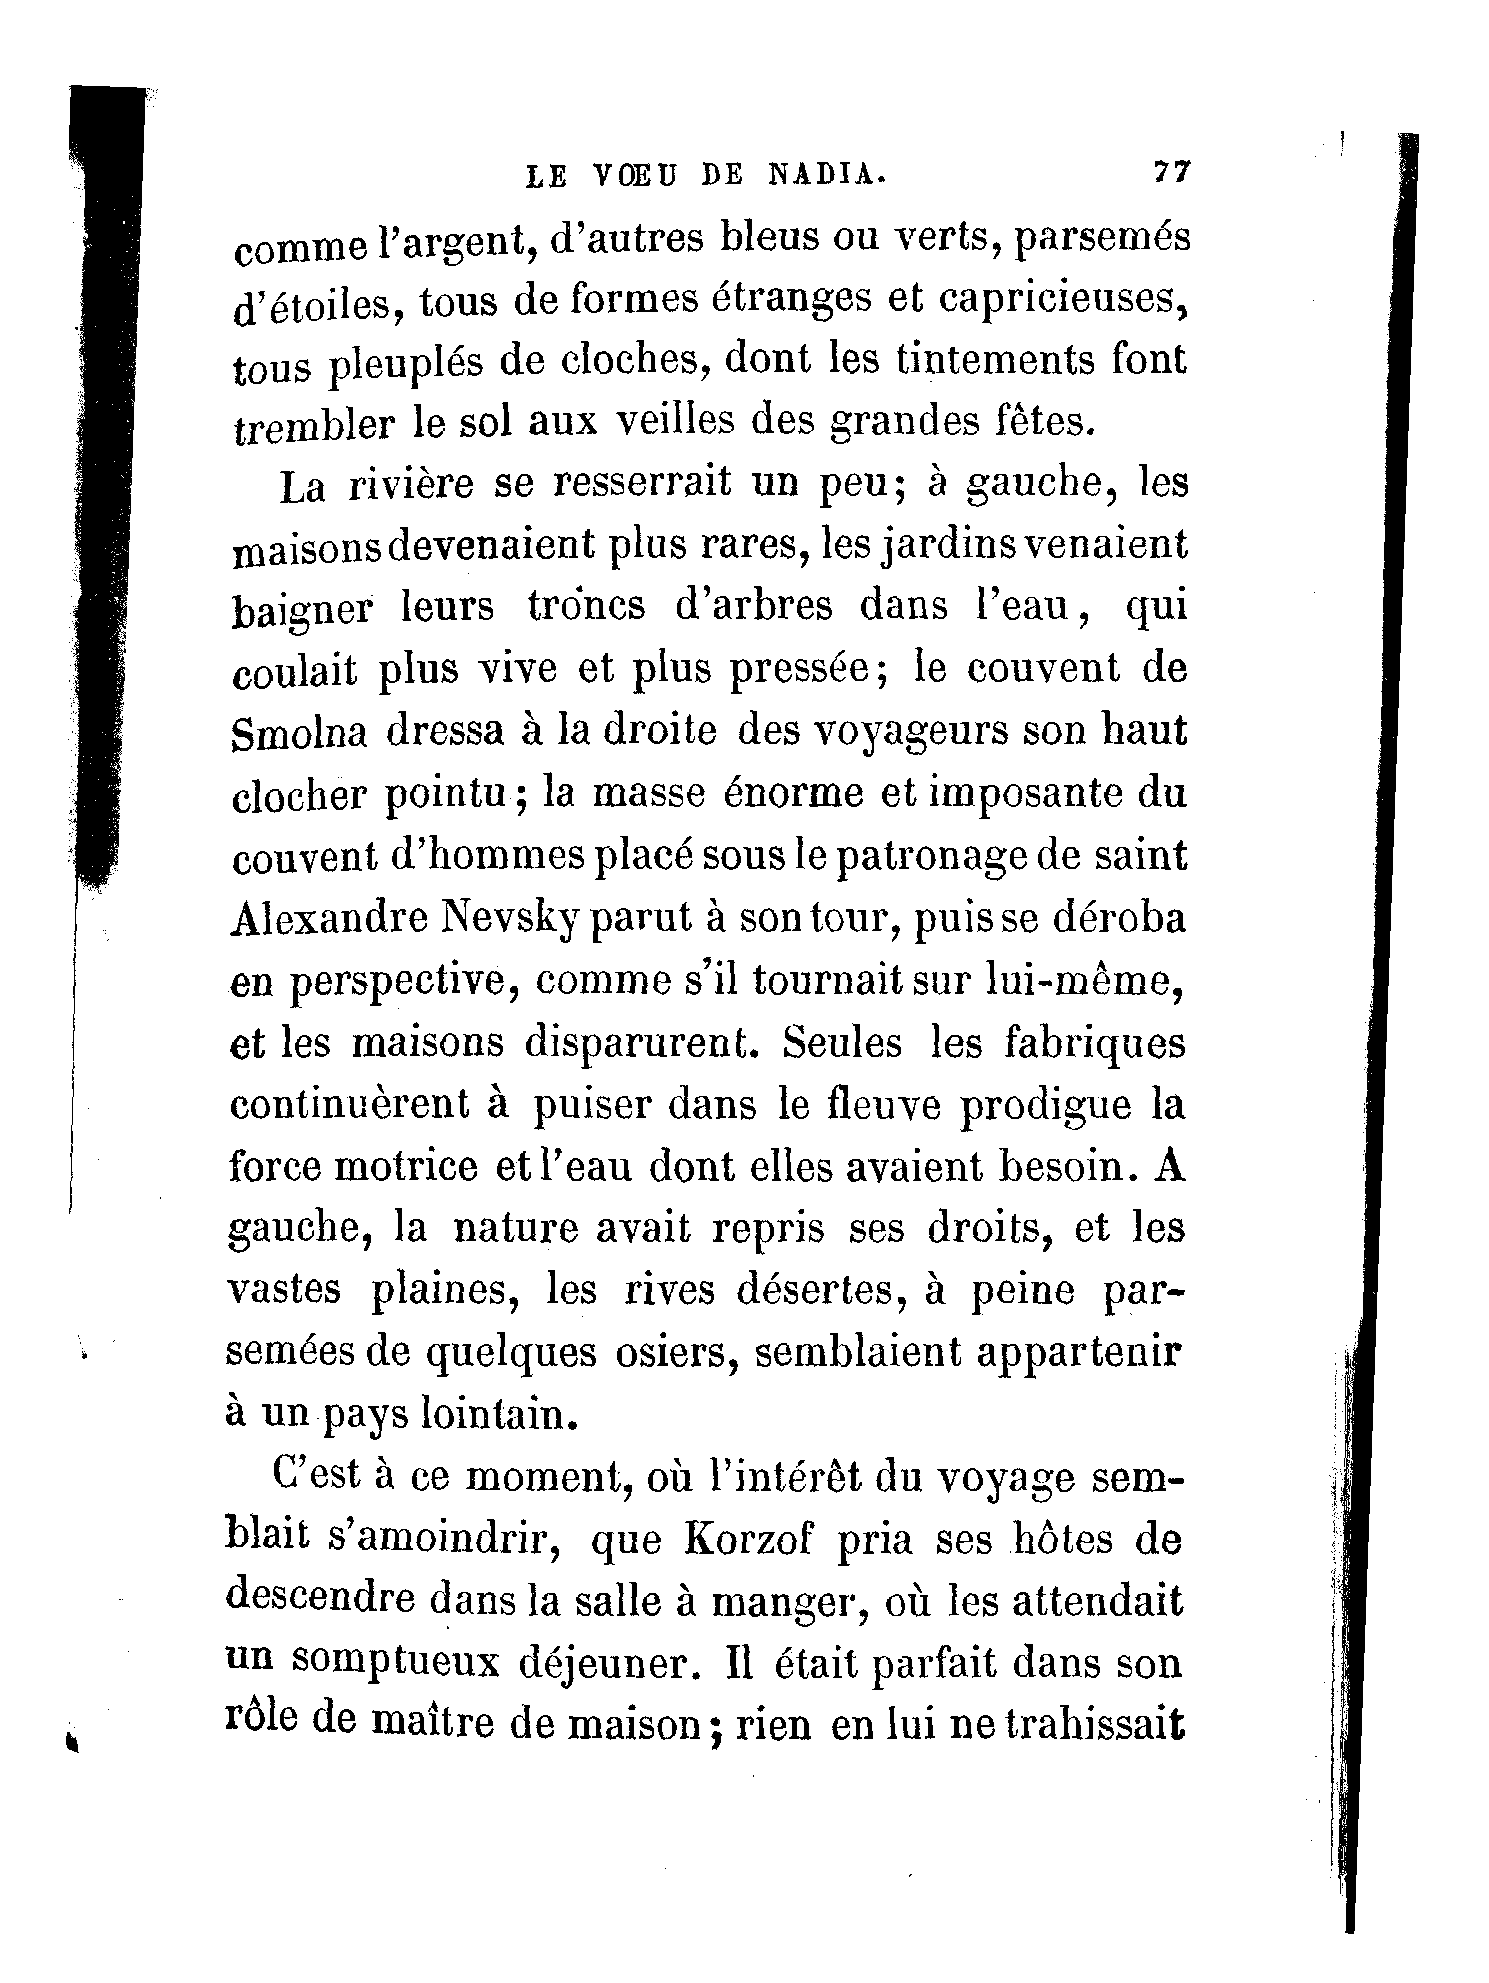 LE VŒU DE NADIA. 77
comme l'argent, d'autres bleus ou verts, parsemés
d'étoiles, tous de formes étranges et capricieuses,
tous pleuplés de cloches, dont les tintements font
trembler le sol aux veilles des grandes fêtes.
La rivière se resserrait un peu; à gauche, les
maisons devenaient plus rares, les jardins venaient
baigner leurs troncs d'arbres dans l'eau, qui
coulait plus vive et plus pressée; le couvent de
Smolna dressa à la droite des voyageurs son haut
clocher pointu; la masse énorme et imposante du
couvent d'hommes placé sous le patronage de saint
Alexandre Nevsky parut à son tour, puis se déroba
en perspective, comme s'il tournait sur lui-même,
et les maisons disparurent. Seules les fabriques
continuèrent à puiser dans le fleuve prodigue la
force motrice et l'eau dont elles avaient besoin. A
gauche, la nature avait repris ses droits, et les
vastes plaines, les rives désertes, à peine par-
semées de quelques osiers, semblaient appartenir
à un pays lointain.
C'est à ce moment, où l'intérêt du voyage sem-
blait s'amoindrir, que Korzof pria ses hôtes de
descendre dans la salle à manger, où les attendait
un somptueux déjeuner. Il était parfait dans son
rôle de maître de maison; rien en lui ne trahissait